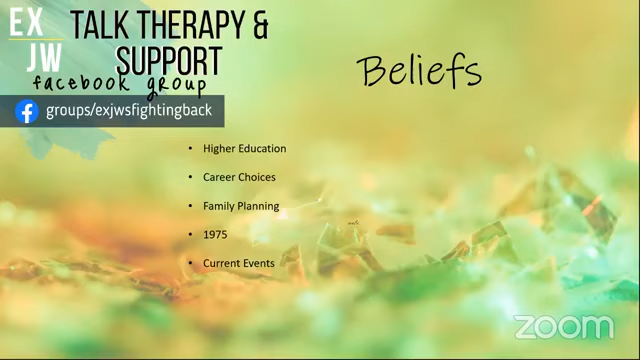 EX
JW
TALK THERAPY &
SUPPORT
facebook group
groups/exjwsfightingback
Beliefs
• Higher Education
• Career Choices
• Family Planning
• 1975
• Current Events
zoom